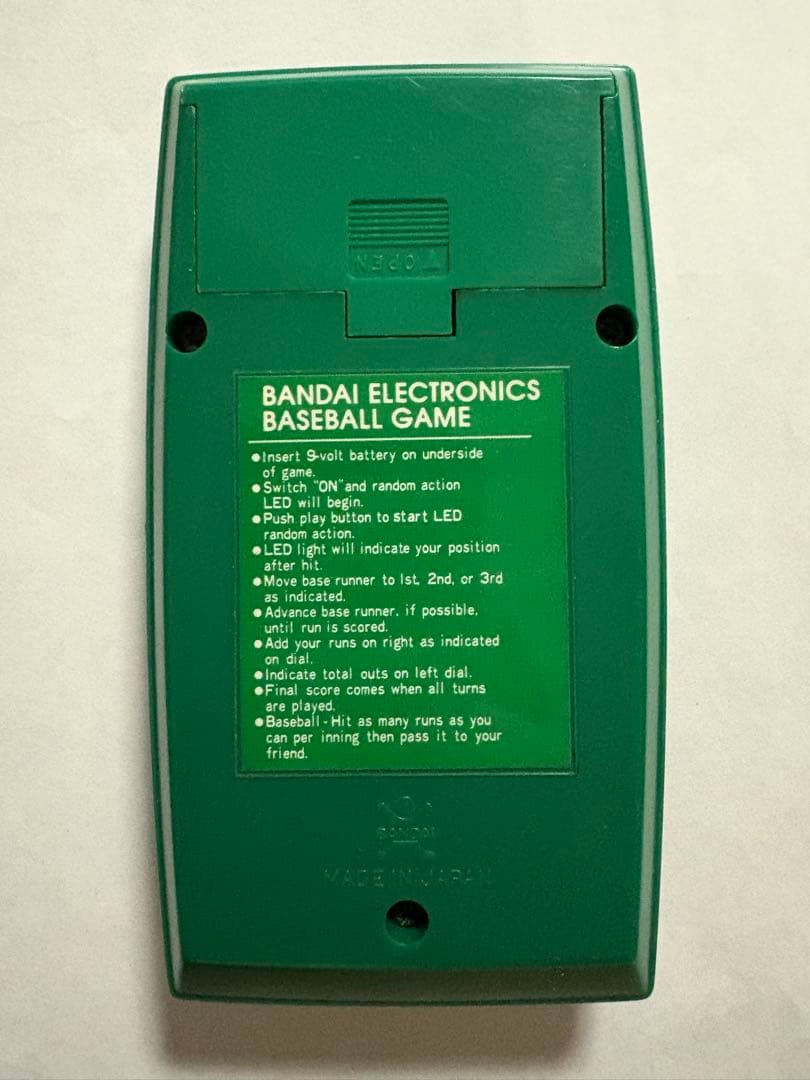 OPEN
BANDAI ELECTRONICS
BASEBALL GAME
●Insert 9-volt battery on underside
of game.
●Switch "ON" and random action
LED will begin.
●Push play button to start LED
random action.
●LED light will indicate your position
after hit.
●Move base runner to 1st, 2nd, or 3rd
as indicated.
●Advance base runner, if possible,
until run is scored.
●Add your runs on right as indicated
on dial.
●Indicate total outs on left dial.
●Final score comes when all turns
are played.
●Baseball - Hit as many runs as you
can per inning then pass it to your
friend.
BANDAI
MADE IN JAPAN